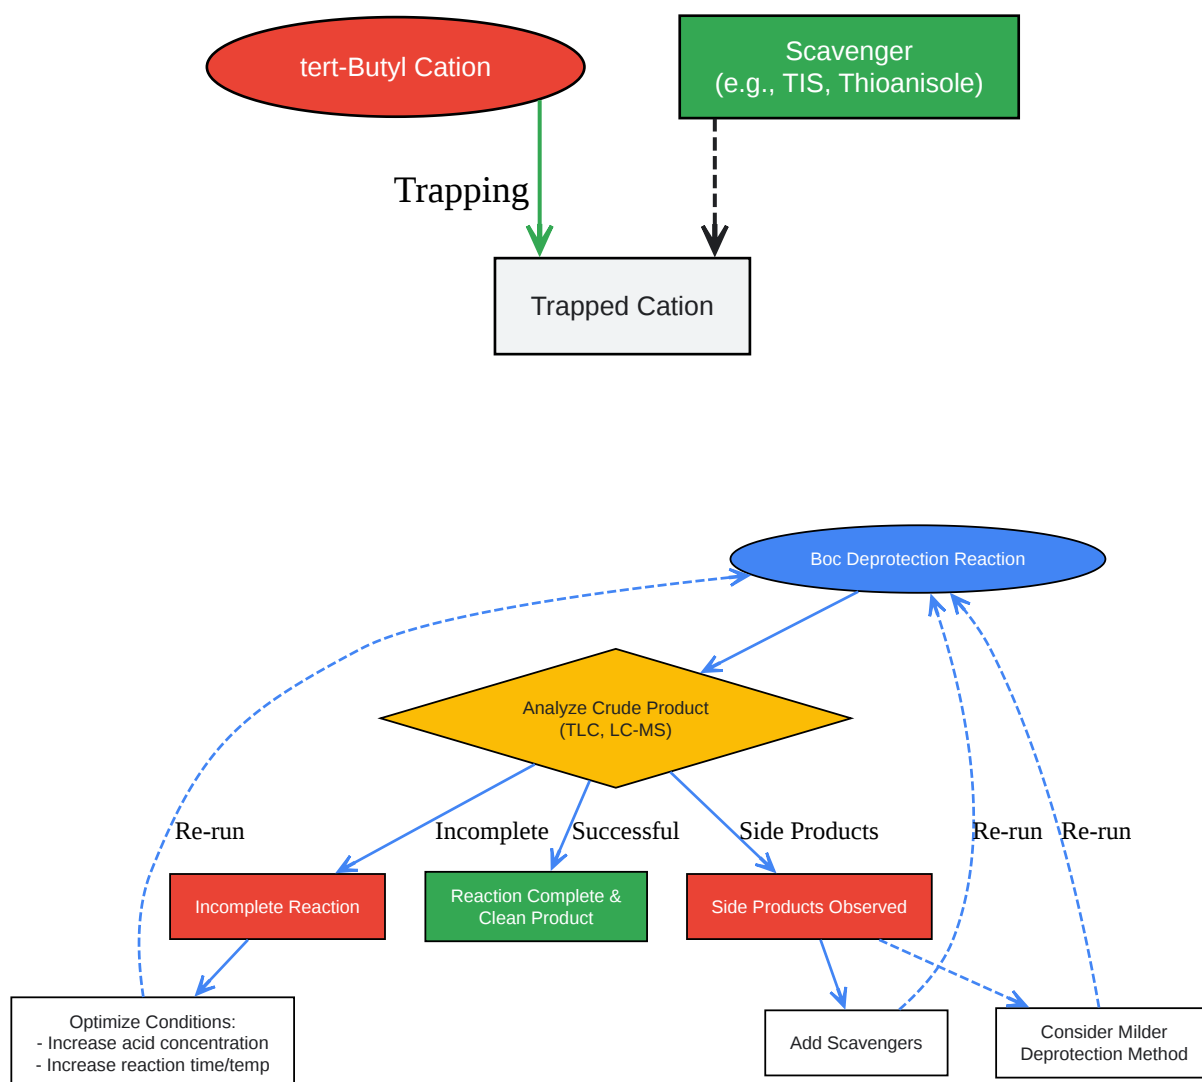 tert-Butyl Cation
Scavenger
(e.g., TIS, Thioanisole)
Trapping
Trapped Cation
Boc Deprotection Reaction
Analyze Crude Product
(TLC, LC-MS)
Re-run
Incomplete
Successful
Side Products
Re-run
Re-run
Incomplete Reaction
Reaction Complete &
Clean Product
Side Products Observed
Optimize Conditions:
- Increase acid concentration
- Increase reaction time/temp
Add Scavengers
Consider Milder
Deprotection Method